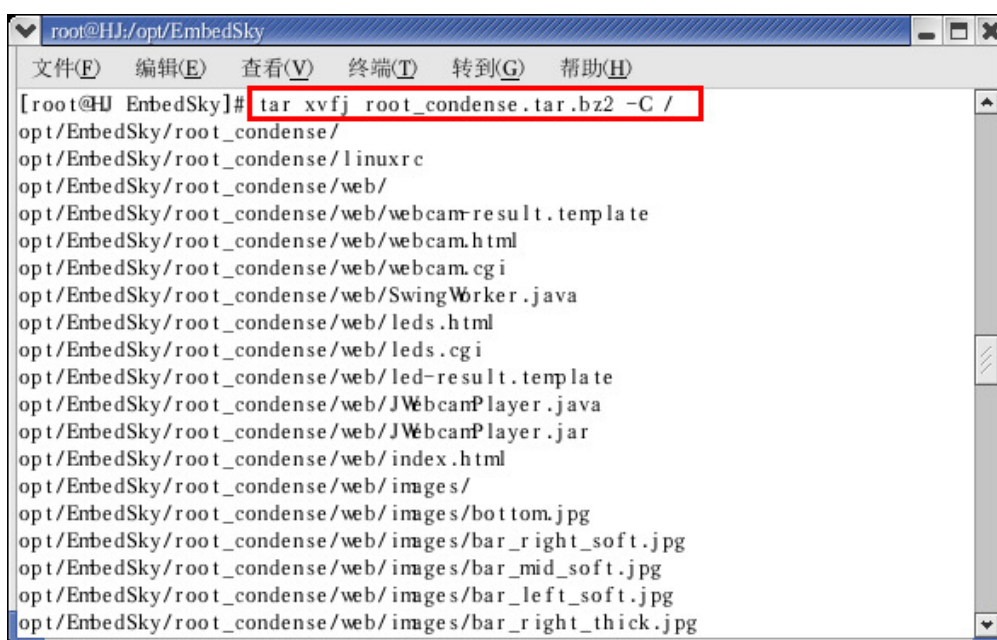 root@HJ:/opt/EmbedSky
文件(F) 编辑(E) 查看(V) 终端(T) 转到(G) 帮助(H)
[root@HJ EmbedSky]# tar xvfj root_condense.tar.bz2 -C /
opt/EmbedSky/root_condense/
opt/EmbedSky/root_condense/linuxrc
opt/EmbedSky/root_condense/web/
opt/EmbedSky/root_condense/web/webcam-result.template
opt/EmbedSky/root_condense/web/webcam.html
opt/EmbedSky/root_condense/web/webcam.cgi
opt/EmbedSky/root_condense/web/SwingWorker.java
opt/EmbedSky/root_condense/web/leds.html
opt/EmbedSky/root_condense/web/leds.cgi
opt/EmbedSky/root_condense/web/led-result.template
opt/EmbedSky/root_condense/web/JWebcamPlayer.java
opt/EmbedSky/root_condense/web/JWebcamPlayer.jar
opt/EmbedSky/root_condense/web/index.html
opt/EmbedSky/root_condense/web/images/
opt/EmbedSky/root_condense/web/images/bottom.jpg
opt/EmbedSky/root_condense/web/images/bar_right_soft.jpg
opt/EmbedSky/root_condense/web/images/bar_mid_soft.jpg
opt/EmbedSky/root_condense/web/images/bar_left_soft.jpg
opt/EmbedSky/root_condense/web/images/bar_right_thick.jpg